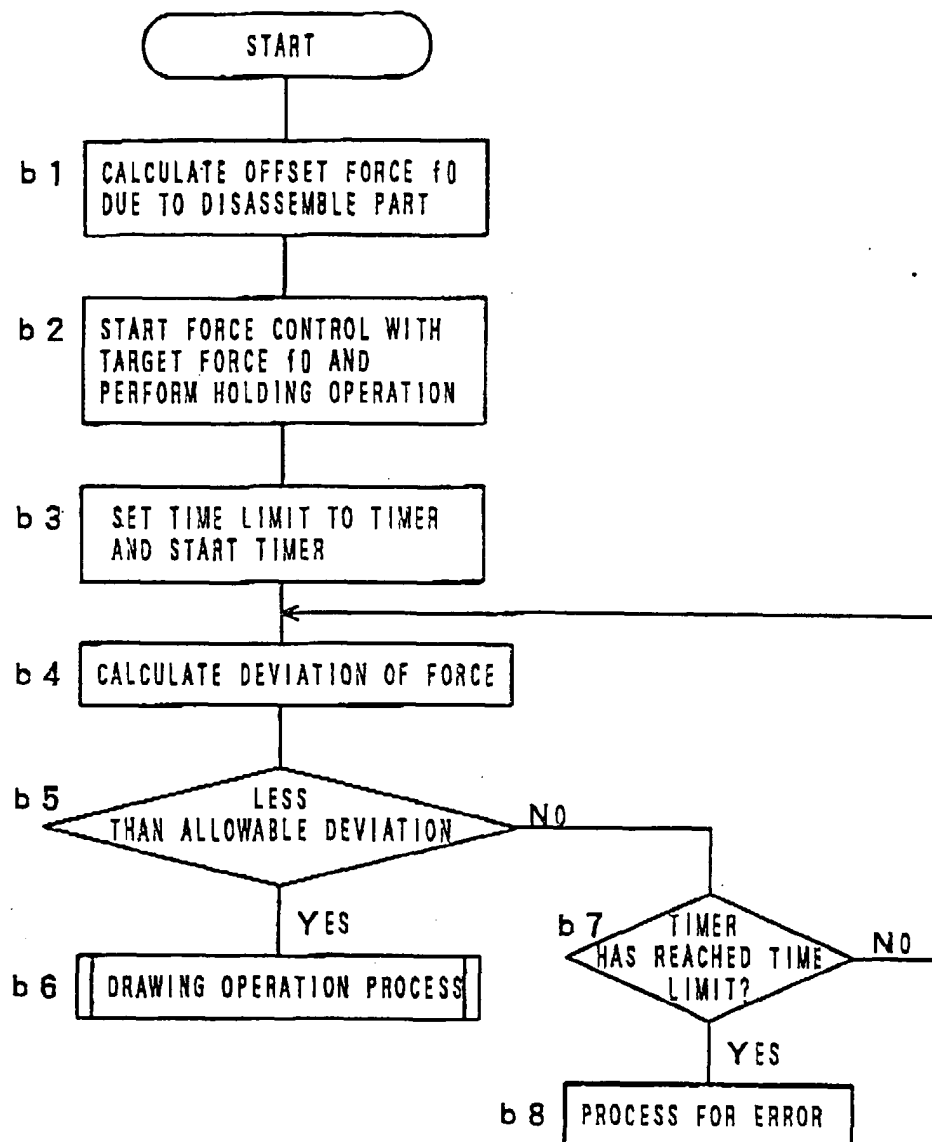 START
b 1
CALCULATE OFFSET FORCE f0
DUE TO DISASSEMBLE PART
b 2
START FORCE CONTROL WITH
TARGET FORCE f0 AND
PERFORM HOLDING OPERATION
b 3
SET TIME LIMIT TO TIMER
AND START TIMER
b 4
CALCULATE DEVIATION OF FORCE
b 5
LESS
THAN ALLOWABLE DEVIATION
NO
YES
b 6
DRAWING OPERATION PROCESS
b 7
TIMER
HAS REACHED TIME
LIMIT?
NO
YES
b 8
PROCESS FOR ERROR